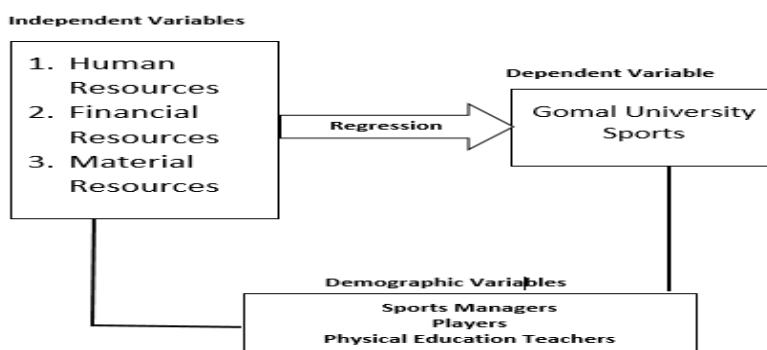 Independent Variables
1. Human
Resources
2. Financial
Resources
3. Material
Resources
Regression
Dependent Variable
Gomal University
Sports
Demographic Variables
Sports Managers
Players
Physical Education Teachers